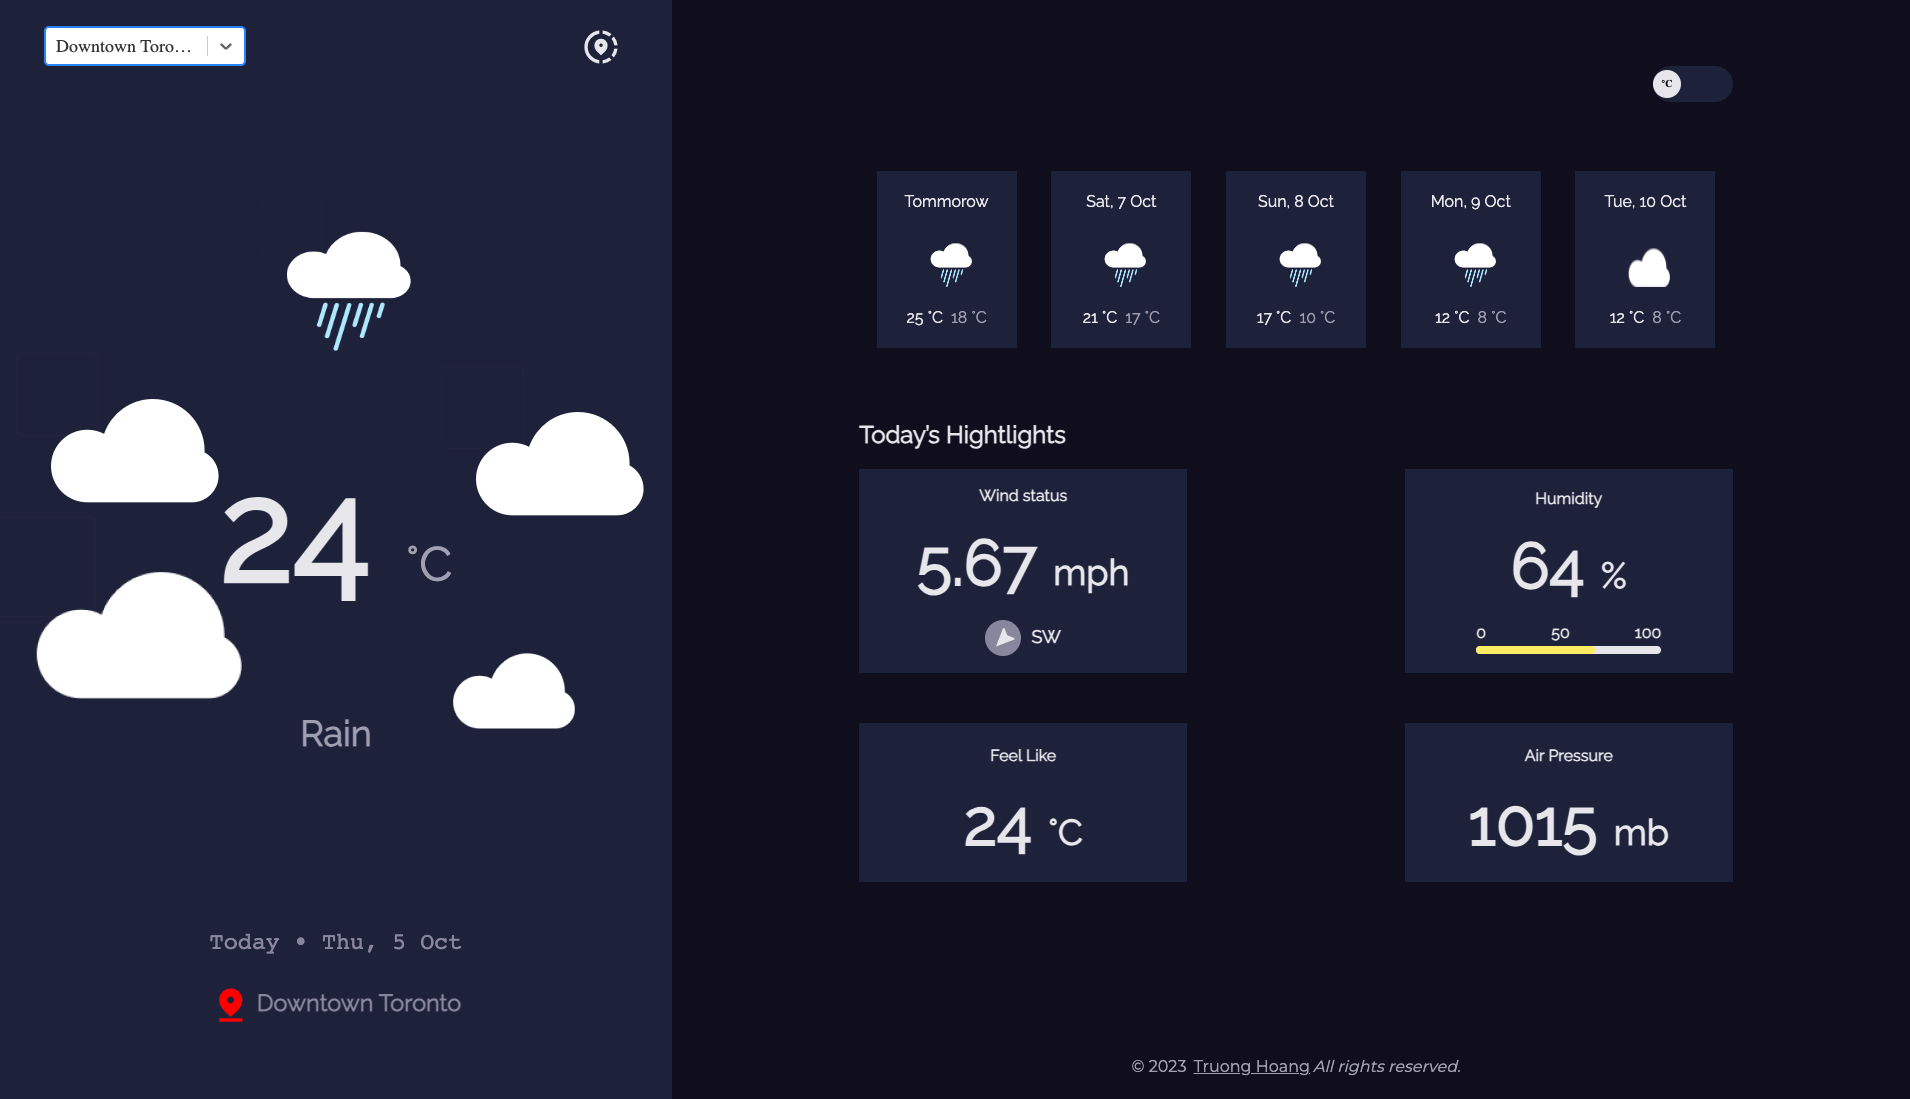 Downtown Toro...
°C
Tommorow
Sat, 7 Oct
Sun, 8 Oct
Mon, 9 Oct
Tue, 10 Oct
25 °C 18 °C
21 °C 17 °C
17 °C 10 °C
12 °C 8 °C
12 °C 8 °C
24 °C
Rain
Today • Thu, 5 Oct
Downtown Toronto
Today's Hightlights
Wind status
5.67 mph
SW
Humidity
64 %
0 50 100
Feel Like
24 °C
Air Pressure
1015 mb
© 2023 Truong Hoang All rights reserved.